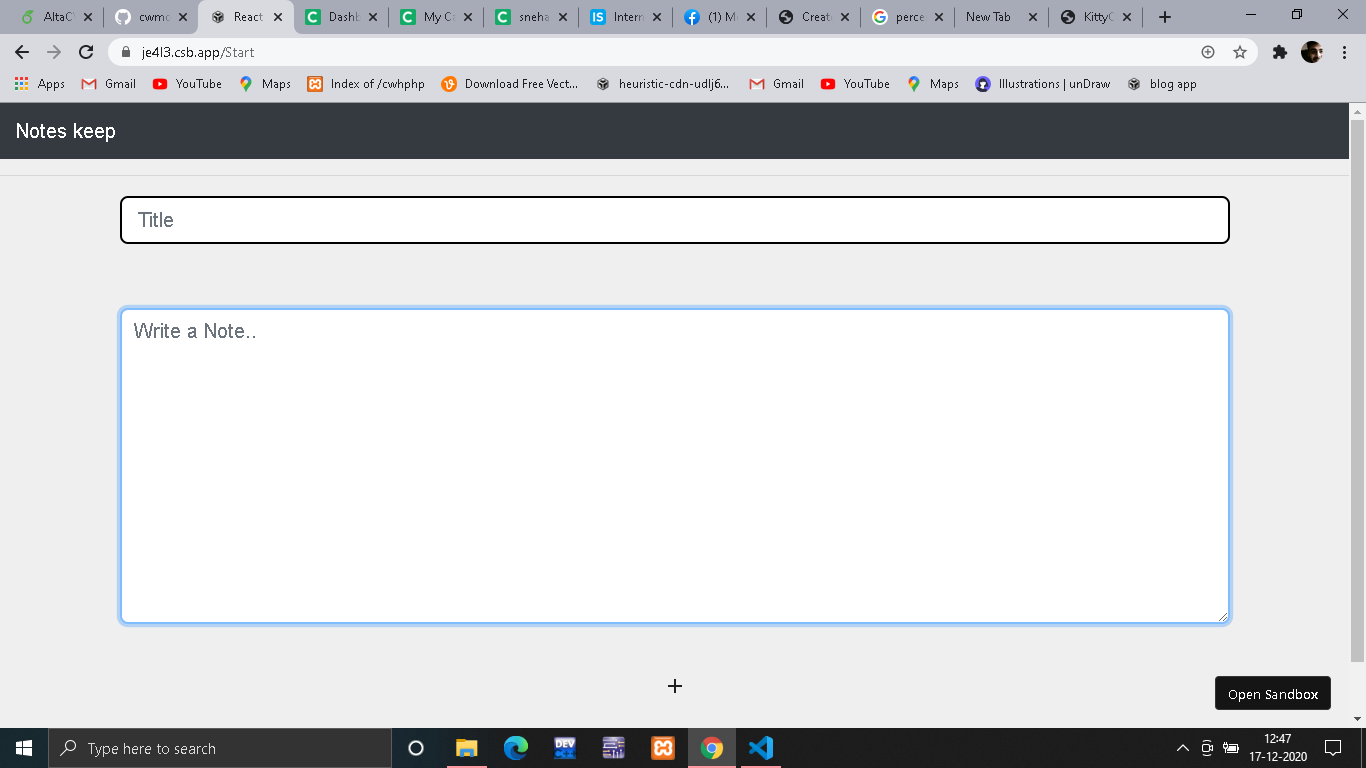 AltaC cwmc React Dashb My C sneha Intern (1) M Create perce New Tab KittyC
je4l3.csb.app/Start
Apps Gmail YouTube Maps Index of /cwhphp Download Free Vect... heuristic-cdn-udlj6... Gmail YouTube Maps Illustrations | unDraw blog app
Notes keep
Title
Write a Note..
+
Open Sandbox
Type here to search
DEV
12:47
17-12-2020